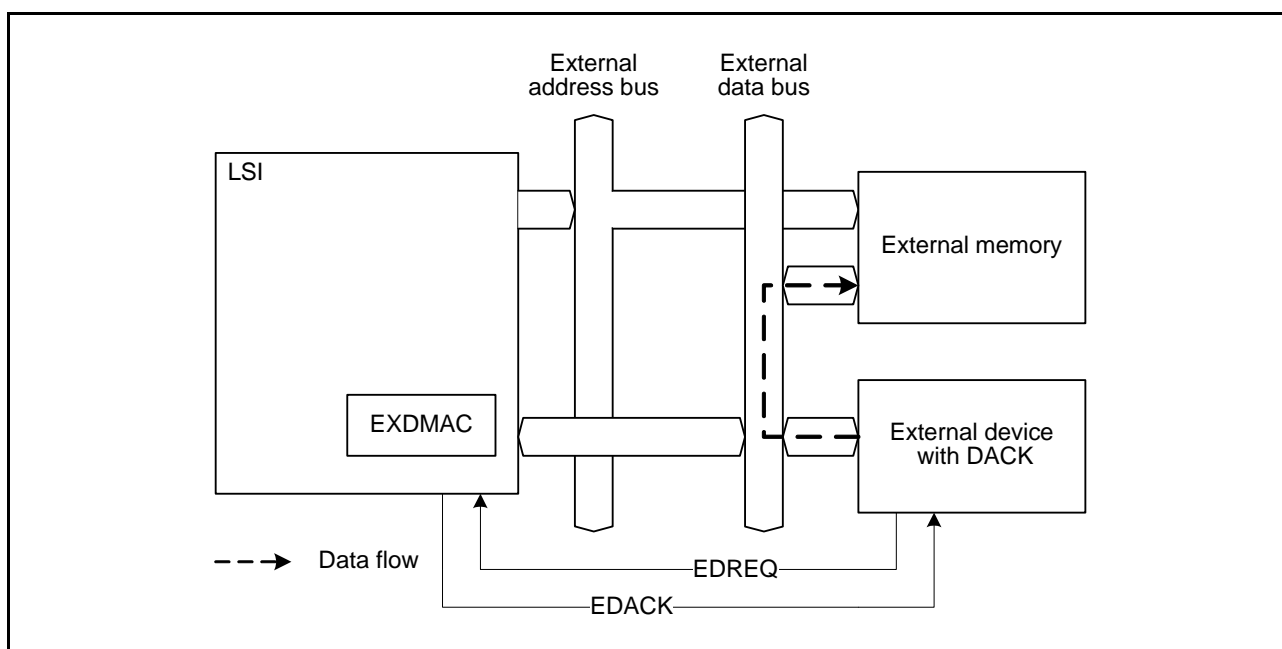 External
address bus
External
data bus
LSI
External memory
EXDMAC
External device
with DACK
Data flow
EDREQ
EDACK